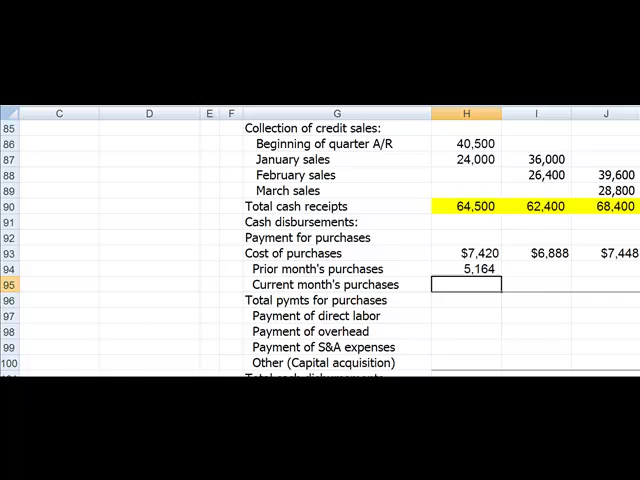 C D E F G H I J
85 Collection of credit sales:
86 Beginning of quarter A/R 40,500
87 January sales 24,000 36,000
88 February sales 26,400 39,600
89 March sales 28,800
90 Total cash receipts 64,500 62,400 68,400
91 Cash disbursements:
92 Payment for purchases
93 Cost of purchases $7,420 $6,888 $7,448
94 Prior month's purchases 5,164
95 Current month's purchases
96 Total pymts for purchases
97 Payment of direct labor
98 Payment of overhead
99 Payment of S&A expenses
100 Other (Capital acquisition)
Total cash disbursements